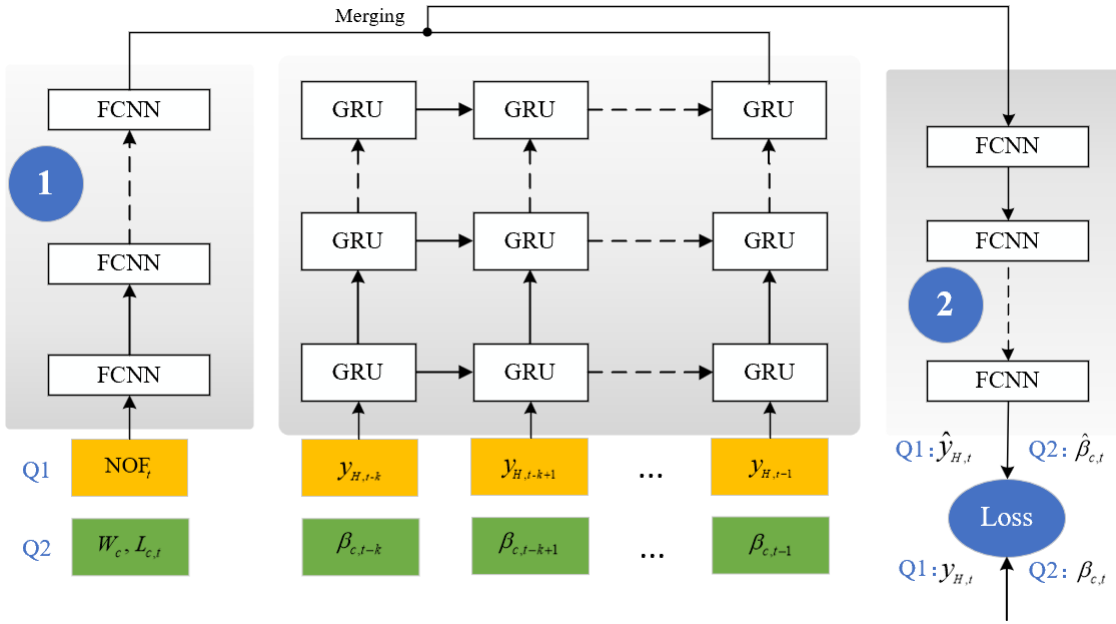 Merging
FCNN GRU GRU GRU
FCNN
1
FCNN GRU GRU GRU FCNN
2
FCNN GRU GRU GRU FCNN
Q1 NOF_t y_{H,t-k} y_{H,t-k+1} ... y_{H,t-1} Q1: ŷ_{H,t} Q2: β̂_{c,t}
Loss
Q2 W_c, L_{c,t} β_{c,t-k} β_{c,t-k+1} ... β_{c,t-1}
Q1: y_{H,t} Q2: β_{c,t}